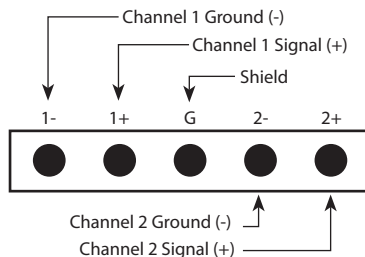 Channel 1 Ground (-)
Channel 1 Signal (+)
Shield
1- 1+ G 2- 2+
Channel 2 Ground (-)
Channel 2 Signal (+)